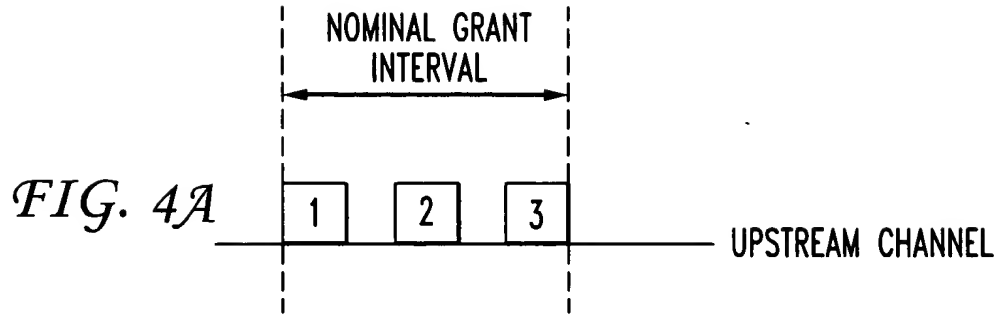 NOMINAL GRANT
INTERVAL
FIG. 4A
1 2 3
UPSTREAM CHANNEL